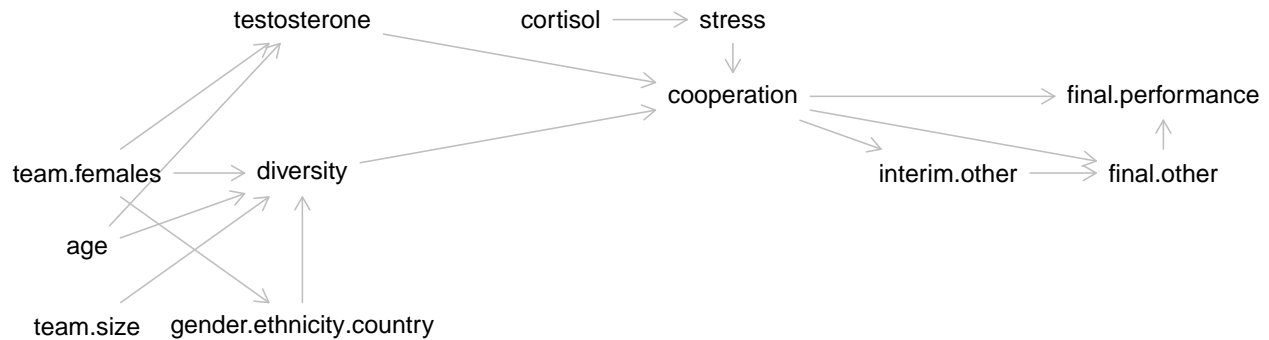 testosterone cortisol stress
cooperation final.performance
team.females diversity interim.other final.other
age
team.size gender.ethnicity.country